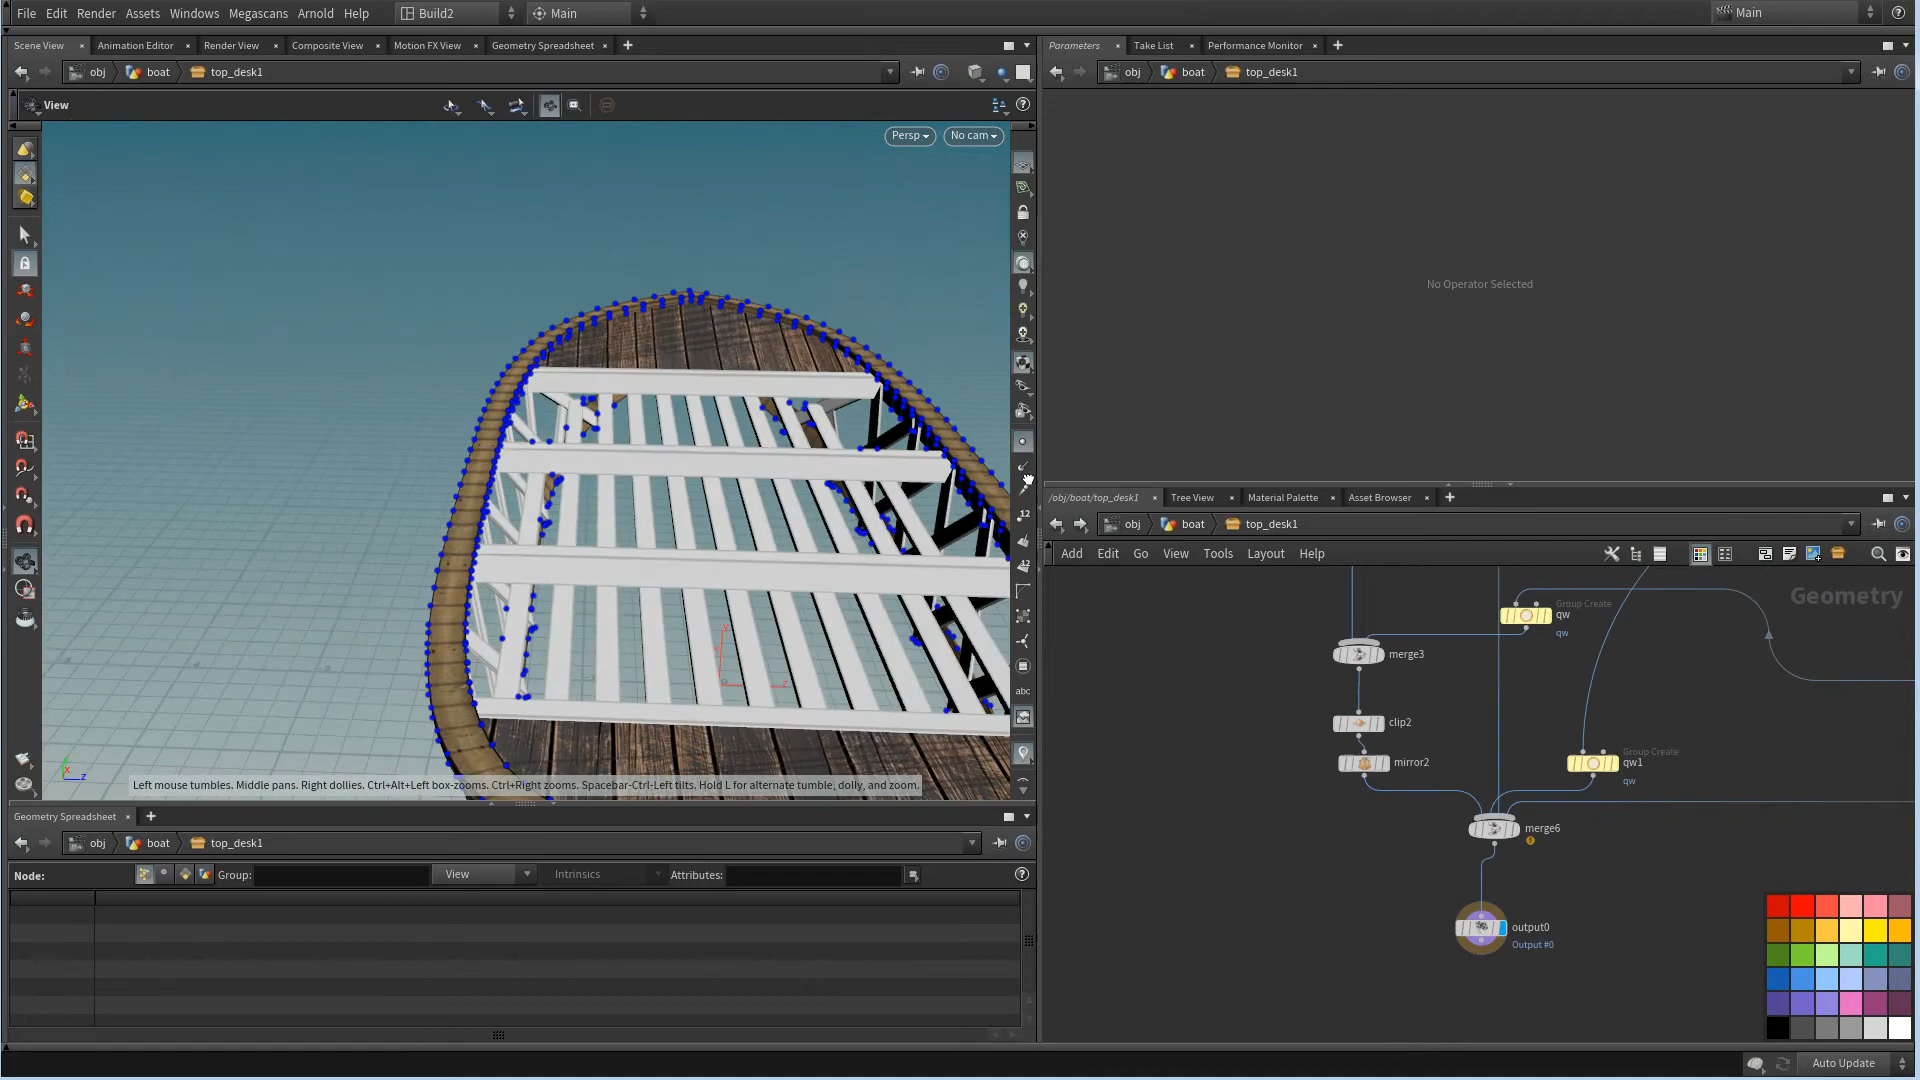 File Edit Render Assets Windows Megascans Arnold Help Build2 Main Main
Scene View Animation Editor Render View Composite View Motion FX View Geometry Spreadsheet
obj boat top_desk1
View
Persp No cam
12
12
abc
y
z
x
z
Left mouse tumbles. Middle pans. Right dollies. Ctrl+Alt+Left box-zooms. Ctrl+Right zooms. Spacebar-Ctrl-Left tilts. Hold L for alternate tumble, dolly, and zoom.
Geometry Spreadsheet
obj boat top_desk1
Node: Group: View Intrinsics Attributes:
Parameters Take List Performance Monitor
obj boat top_desk1
No Operator Selected
/obj/boat/top_desk1 Tree View Material Palette Asset Browser
obj boat top_desk1
Add Edit Go View Tools Layout Help
Geometry
Group Create
qw
qw
merge3
clip2
mirror2
Group Create
qw1
qw
merge6
output0
Output #0
Auto Update